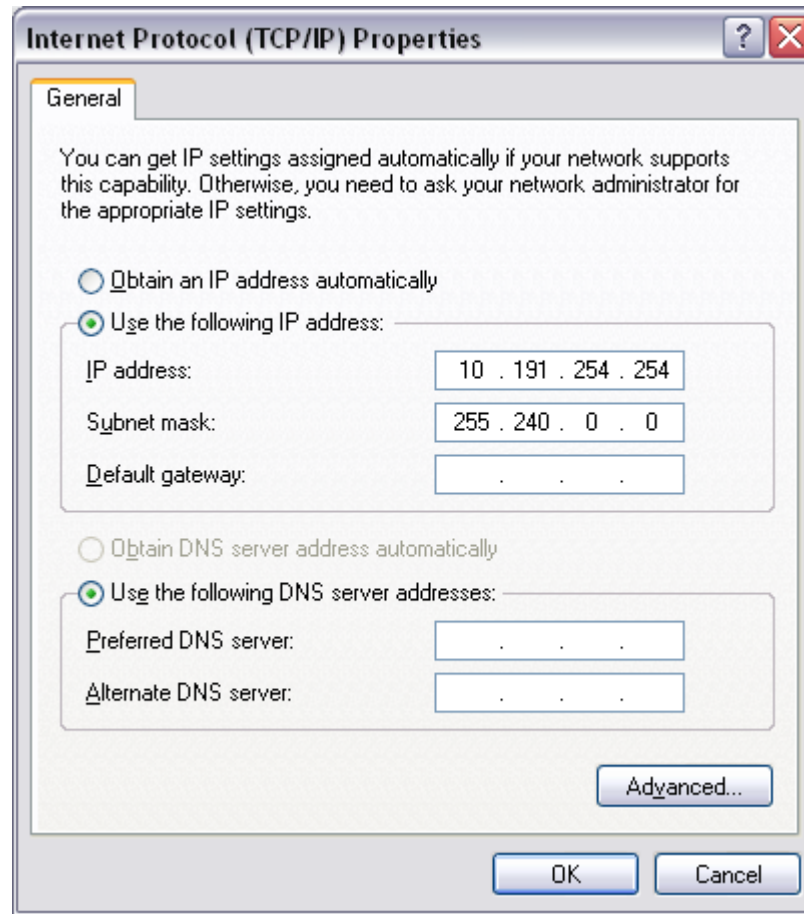 Internet Protocol (TCP/IP) Properties
General
You can get IP settings assigned automatically if your network supports
this capability. Otherwise, you need to ask your network administrator for
the appropriate IP settings.
Obtain an IP address automatically
Use the following IP address:
IP address: 10 . 191 . 254 . 254
Subnet mask: 255 . 240 . 0 . 0
Default gateway: . . .
Obtain DNS server address automatically
Use the following DNS server addresses:
Preferred DNS server: . . .
Alternate DNS server: . . .
Advanced...
OK Cancel